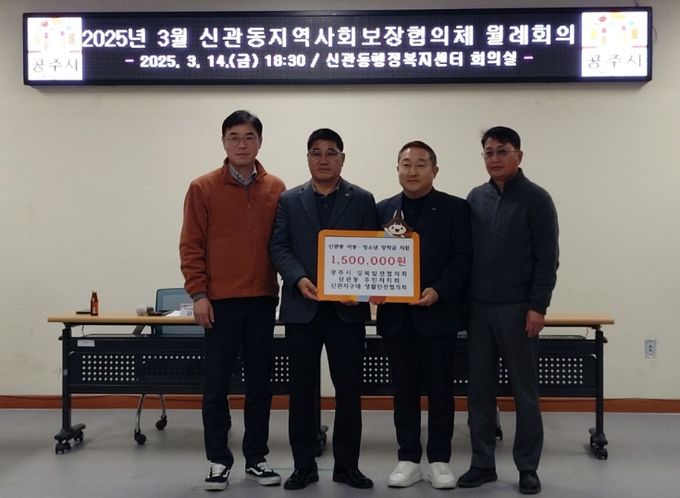 2025년 3월 신관동지역사회보장협의체 월례회의
- 2025. 3. 14.(금) 18:30 / 신관동행정복지센터 회의실 -
공주시
공주시
신관동 아동·청소년 장학금 지원
1,500,000원
공주시 강북발전협의회
신관동 주민자치회
신관지구대 생활안전협의회